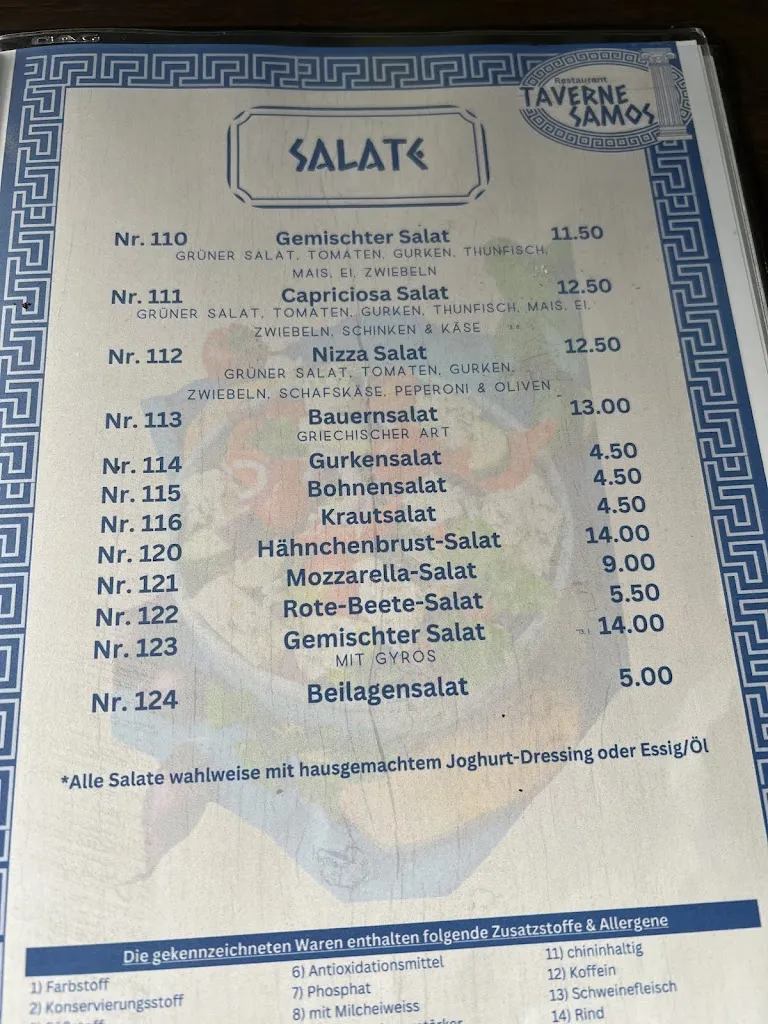 Restaurant
TAVERNE
SAMOS
SALATE
Nr. 110 Gemischter Salat 11.50
GRÜNER SALAT, TOMATEN, GURKEN, THUNFISCH,
MAIS, EI, ZWIEBELN
Nr. 111 Capriciosa Salat 12.50
GRÜNER SALAT, TOMATEN, GURKEN, THUNFISCH, MAIS, EI,
ZWIEBELN, SCHINKEN & KÄSE
Nr. 112 Nizza Salat 12.50
GRÜNER SALAT, TOMATEN, GURKEN,
ZWIEBELN, SCHAFSKÄSE, PEPERONI & OLIVEN
Nr. 113 Bauernsalat 13.00
GRIECHISCHER ART
Nr. 114 Gurkensalat 4.50
Nr. 115 Bohnensalat 4.50
Nr. 116 Krautsalat 4.50
Nr. 120 Hähnchenbrust-Salat 14.00
Nr. 121 Mozzarella-Salat 9.00
Nr. 122 Rote-Beete-Salat 5.50
Nr. 123 Gemischter Salat 14.00
MIT GYROS
Nr. 124 Beilagensalat 5.00
*Alle Salate wahlweise mit hausgemachtem Joghurt-Dressing oder Essig/Öl
Die gekennzeichneten Waren enthalten folgende Zusatzstoffe & Allergene
1) Farbstoff
2) Konservierungsstoff
6) Antioxidationsmittel
7) Phosphat
8) mit Milcheiweiss
11) chininhaltig
12) Koffein
13) Schweinefleisch
14) Rind